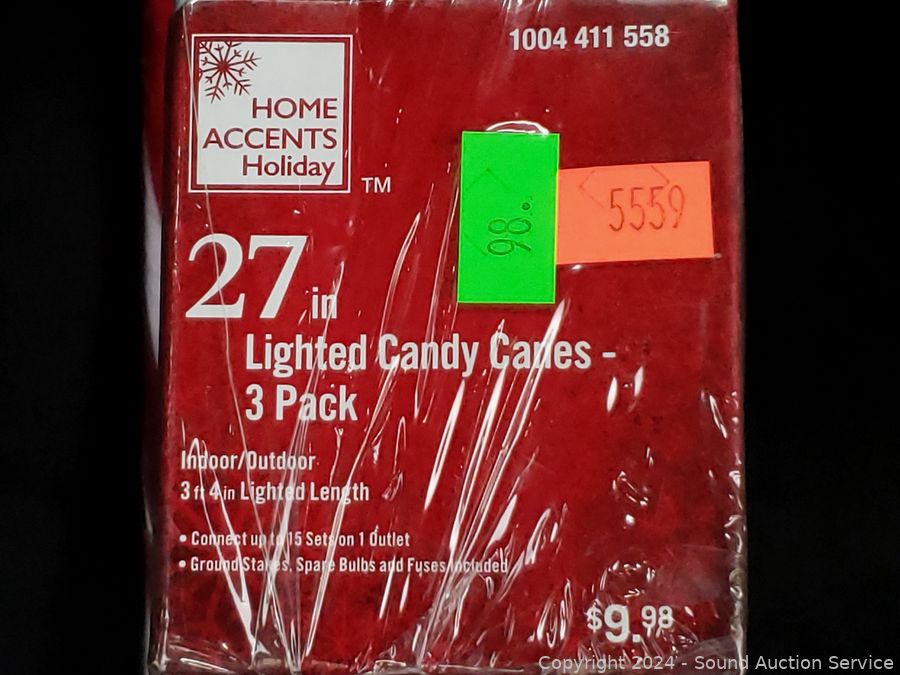 1004 411 558
HOME
ACCENTS
Holiday
TM
98.
5559
27 in
Lighted Candy Canes -
3 Pack
Indoor/Outdoor
3 ft 4 in Lighted Length
• Connect up to 15 Sets on 1 Outlet
• Ground Stakes, Spare Bulbs and Fuses Included
$9.98
Copyright 2024 - Sound Auction Service